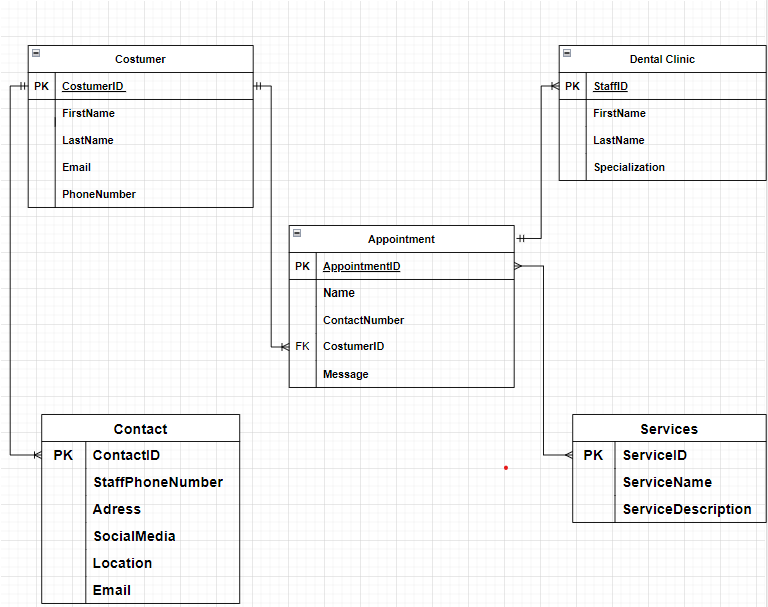 Costumer
PK CostumerID
FirstName
LastName
Email
PhoneNumber
Dental Clinic
PK StaffID
FirstName
LastName
Specialization
Appointment
PK AppointmentID
Name
ContactNumber
FK CostumerID
Message
Contact
PK ContactID
StaffPhoneNumber
Adress
SocialMedia
Location
Email
Services
PK ServiceID
ServiceName
ServiceDescription